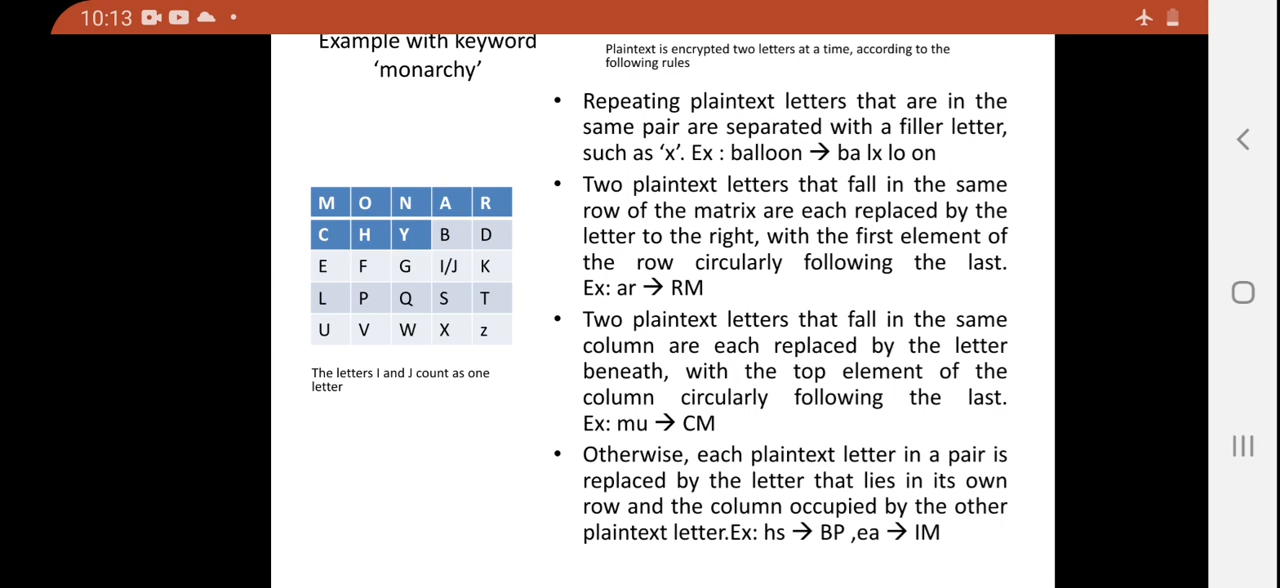 10:13
Example with keyword
‘monarchy’
M O N A R
C H Y B D
E F G I/J K
L P Q S T
U V W X z
The letters I and J count as one
letter
Plaintext is encrypted two letters at a time, according to the
following rules
• Repeating plaintext letters that are in the
same pair are separated with a filler letter,
such as ‘x’. Ex : balloon → ba lx lo on
• Two plaintext letters that fall in the same
row of the matrix are each replaced by the
letter to the right, with the first element of
the row circularly following the last.
Ex: ar → RM
• Two plaintext letters that fall in the same
column are each replaced by the letter
beneath, with the top element of the
column circularly following the last.
Ex: mu → CM
• Otherwise, each plaintext letter in a pair is
replaced by the letter that lies in its own
row and the column occupied by the other
plaintext letter.Ex: hs → BP ,ea → IM